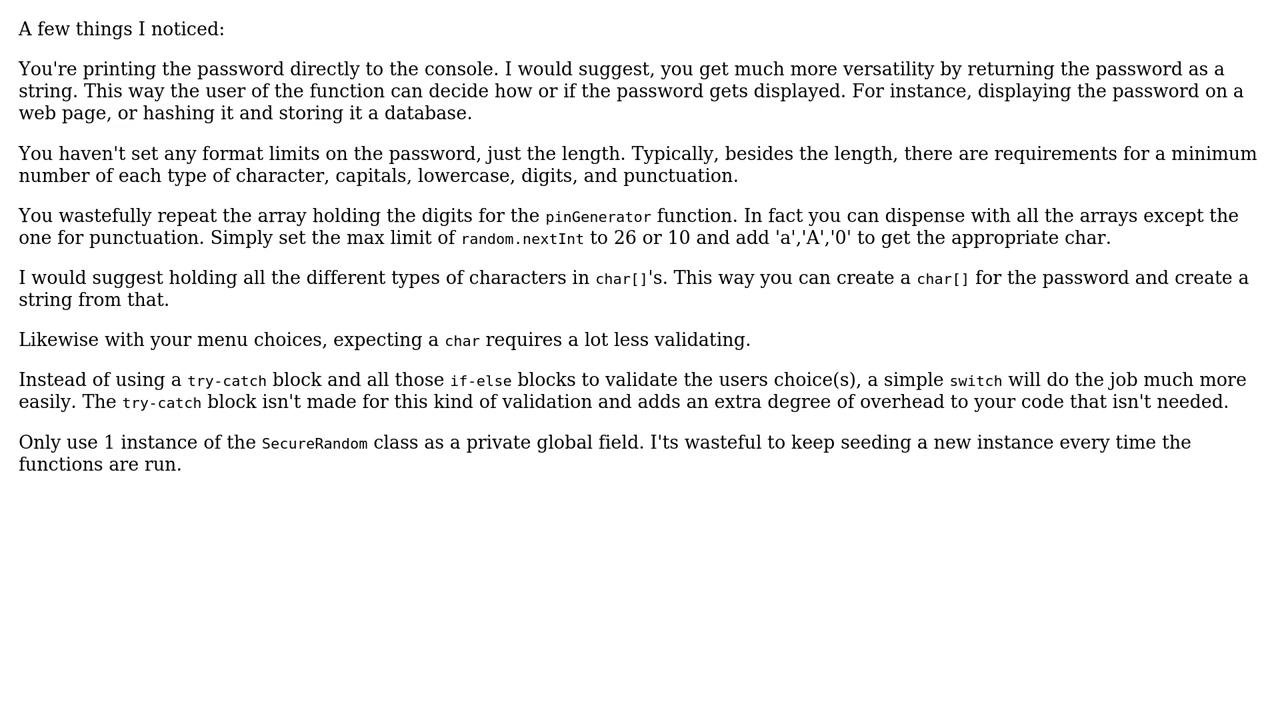 A few things I noticed:
You're printing the password directly to the console. I would suggest, you get much more versatility by returning the password as a
string. This way the user of the function can decide how or if the password gets displayed. For instance, displaying the password on a
web page, or hashing it and storing it a database.
You haven't set any format limits on the password, just the length. Typically, besides the length, there are requirements for a minimum
number of each type of character, capitals, lowercase, digits, and punctuation.
You wastefully repeat the array holding the digits for the pinGenerator function. In fact you can dispense with all the arrays except the
one for punctuation. Simply set the max limit of random.nextInt to 26 or 10 and add 'a','A','0' to get the appropriate char.
I would suggest holding all the different types of characters in char[]'s. This way you can create a char[] for the password and create a
string from that.
Likewise with your menu choices, expecting a char requires a lot less validating.
Instead of using a try-catch block and all those if-else blocks to validate the users choice(s), a simple switch will do the job much more
easily. The try-catch block isn't made for this kind of validation and adds an extra degree of overhead to your code that isn't needed.
Only use 1 instance of the SecureRandom class as a private global field. I'ts wasteful to keep seeding a new instance every time the
functions are run.